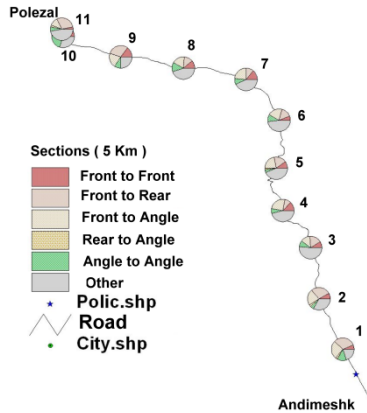 Polezal
11
10
9
8
7
6
5
4
3
2
1
Sections ( 5 Km )
Front to Front
Front to Rear
Front to Angle
Rear to Angle
Angle to Angle
Other
Polic.shp
Road
City.shp
Andimeshk